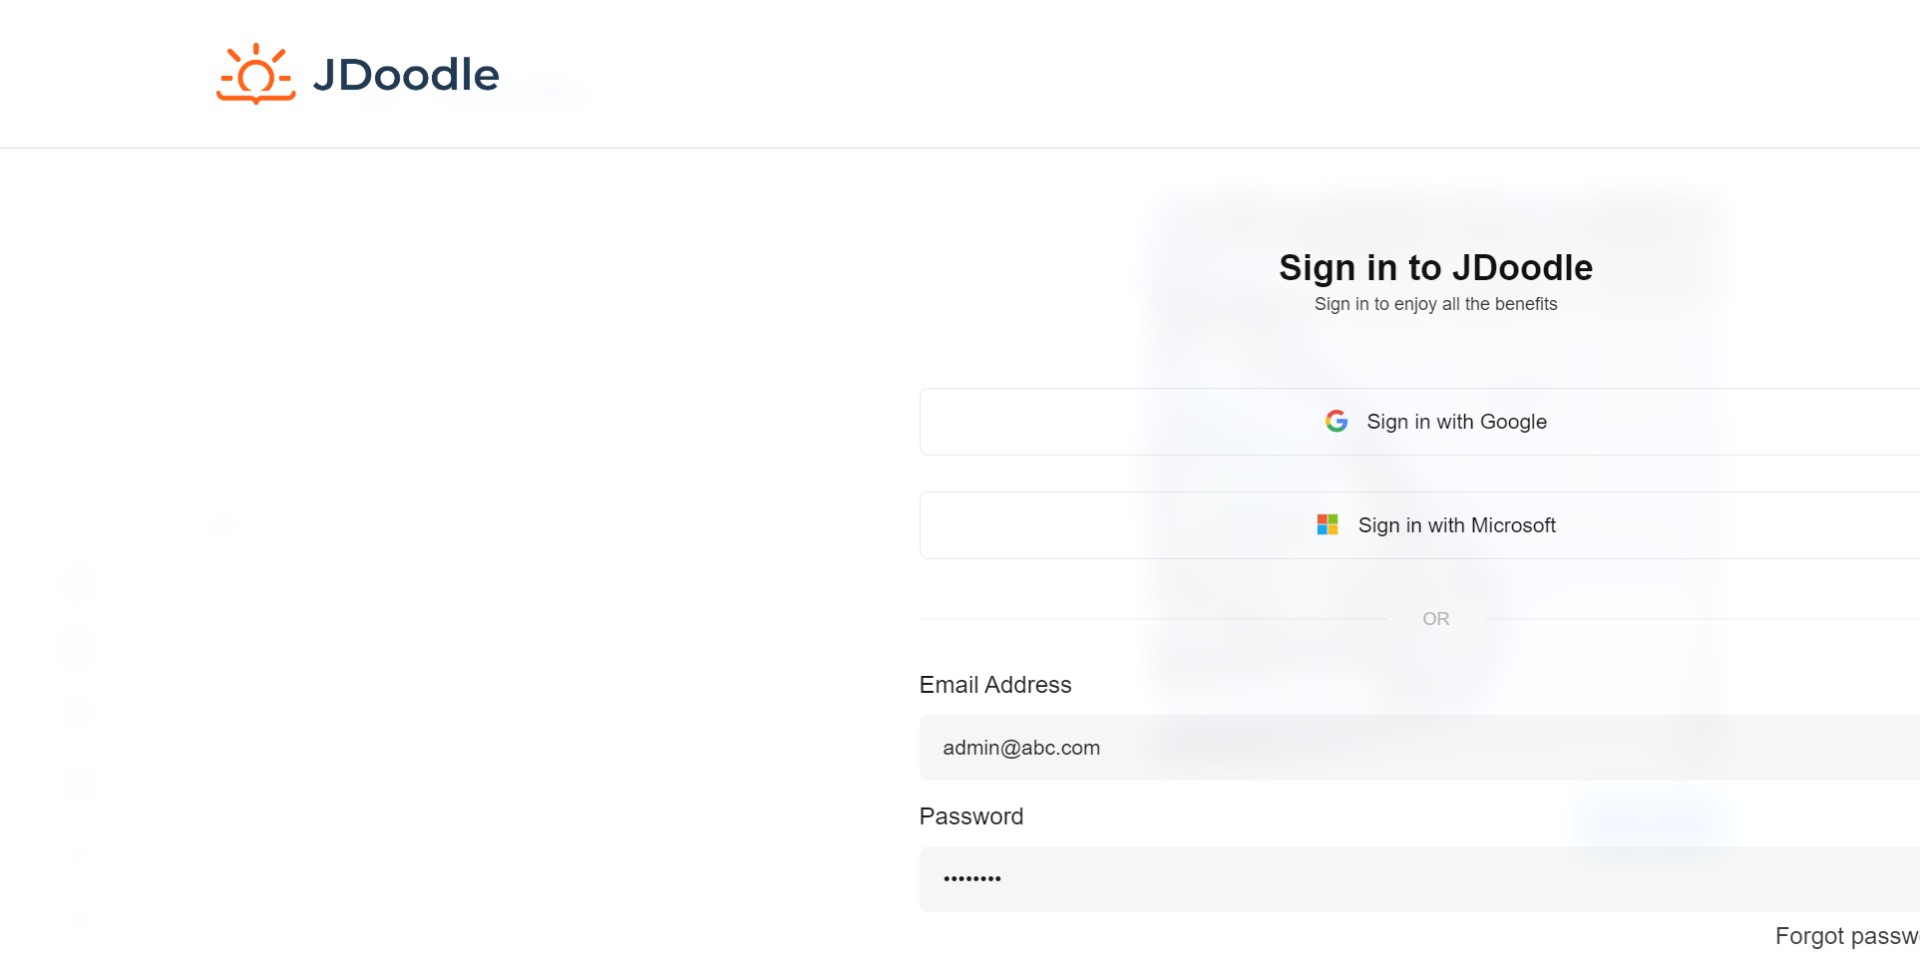 JDoodle
Sign in to JDoodle
Sign in to enjoy all the benefits
Sign in with Google
Sign in with Microsoft
OR
Email Address
admin@abc.com
Password
••••••••
Forgot passw